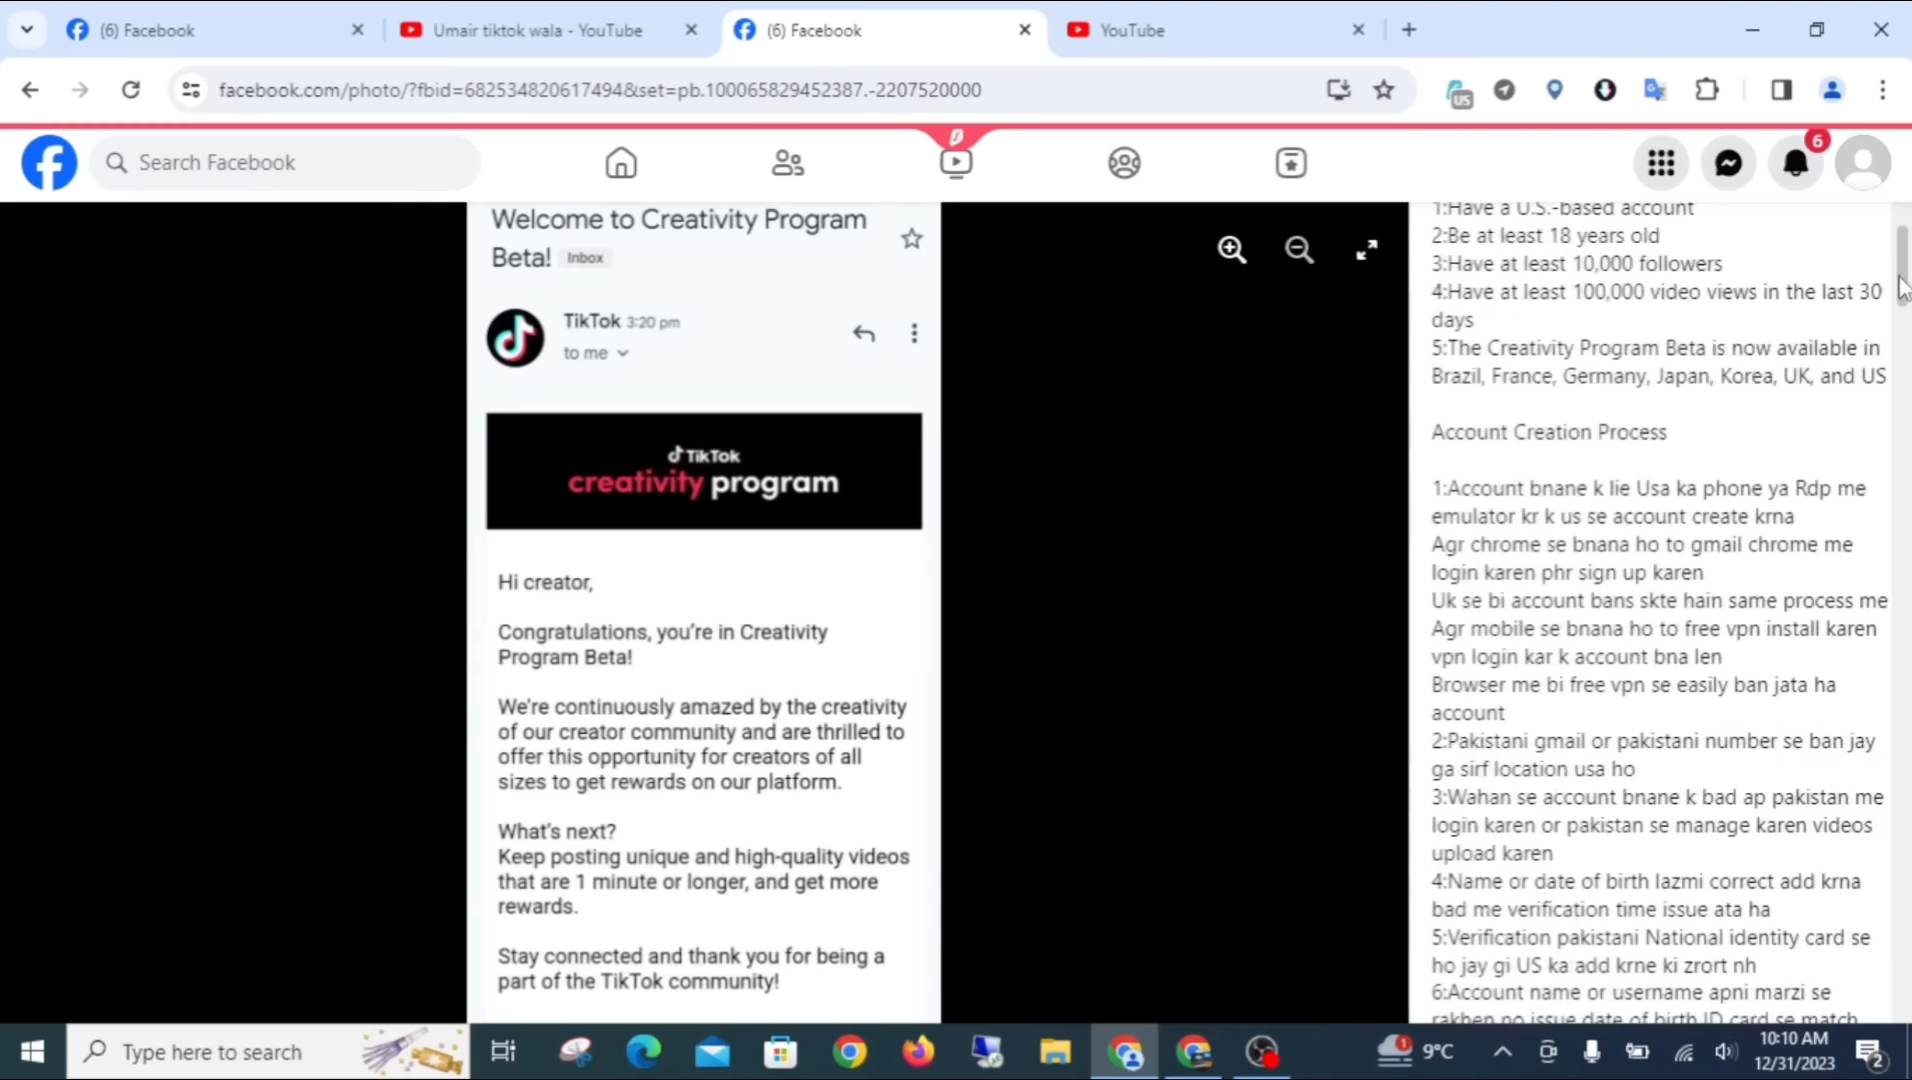 (6) Facebook
Umair tiktok wala - YouTube
(6) Facebook
YouTube
facebook.com/photo/?fbid=682534820617494&set=pb.100065829452387.-2207520000
US
Search Facebook
6
Welcome to Creativity Program
Beta! Inbox
TikTok 3:20 pm
to me
TikTok
creativity program
Hi creator,
Congratulations, you're in Creativity
Program Beta!
We're continuously amazed by the creativity
of our creator community and are thrilled to
offer this opportunity for creators of all
sizes to get rewards on our platform.
What's next?
Keep posting unique and high-quality videos
that are 1 minute or longer, and get more
rewards.
Stay connected and thank you for being a
part of the TikTok community!
1:Have a U.S.-based account
2:Be at least 18 years old
3:Have at least 10,000 followers
4:Have at least 100,000 video views in the last 30
days
5:The Creativity Program Beta is now available in
Brazil, France, Germany, Japan, Korea, UK, and US
Account Creation Process
1:Account bnane k lie Usa ka phone ya Rdp me
emulator kr k us se account create krna
Agr chrome se bnana ho to gmail chrome me
login karen phr sign up karen
Uk se bi account bans skte hain same process me
Agr mobile se bnana ho to free vpn install karen
vpn login kar k account bna len
Browser me bi free vpn se easily ban jata ha
account
2:Pakistani gmail or pakistani number se ban jay
ga sirf location usa ho
3:Wahan se account bnane k bad ap pakistan me
login karen or pakistan se manage karen videos
upload karen
4:Name or date of birth lazmi correct add krna
bad me verification time issue ata ha
5:Verification pakistani National identity card se
ho jay gi US ka add krne ki zrort nh
6:Account name or username apni marzi se
rakhen no issue date of birth ID card se match
Type here to search
1
9°C
10:10 AM
12/31/2023
2